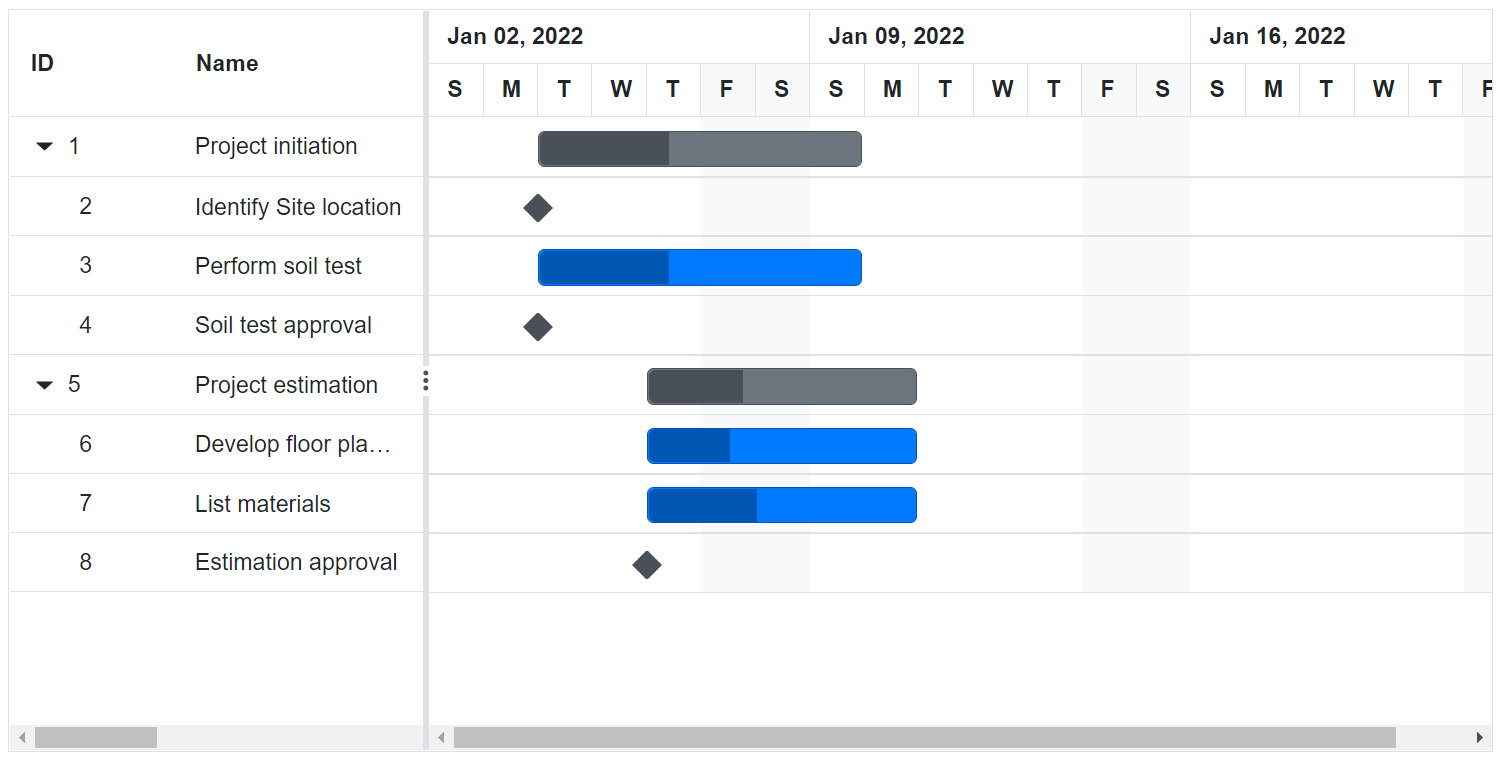 ID Name Jan 02, 2022 Jan 09, 2022 Jan 16, 2022
S M T W T F S S M T W T F S S M T W T F
1 Project initiation
2 Identify Site location
3 Perform soil test
4 Soil test approval
5 Project estimation
6 Develop floor pla…
7 List materials
8 Estimation approval